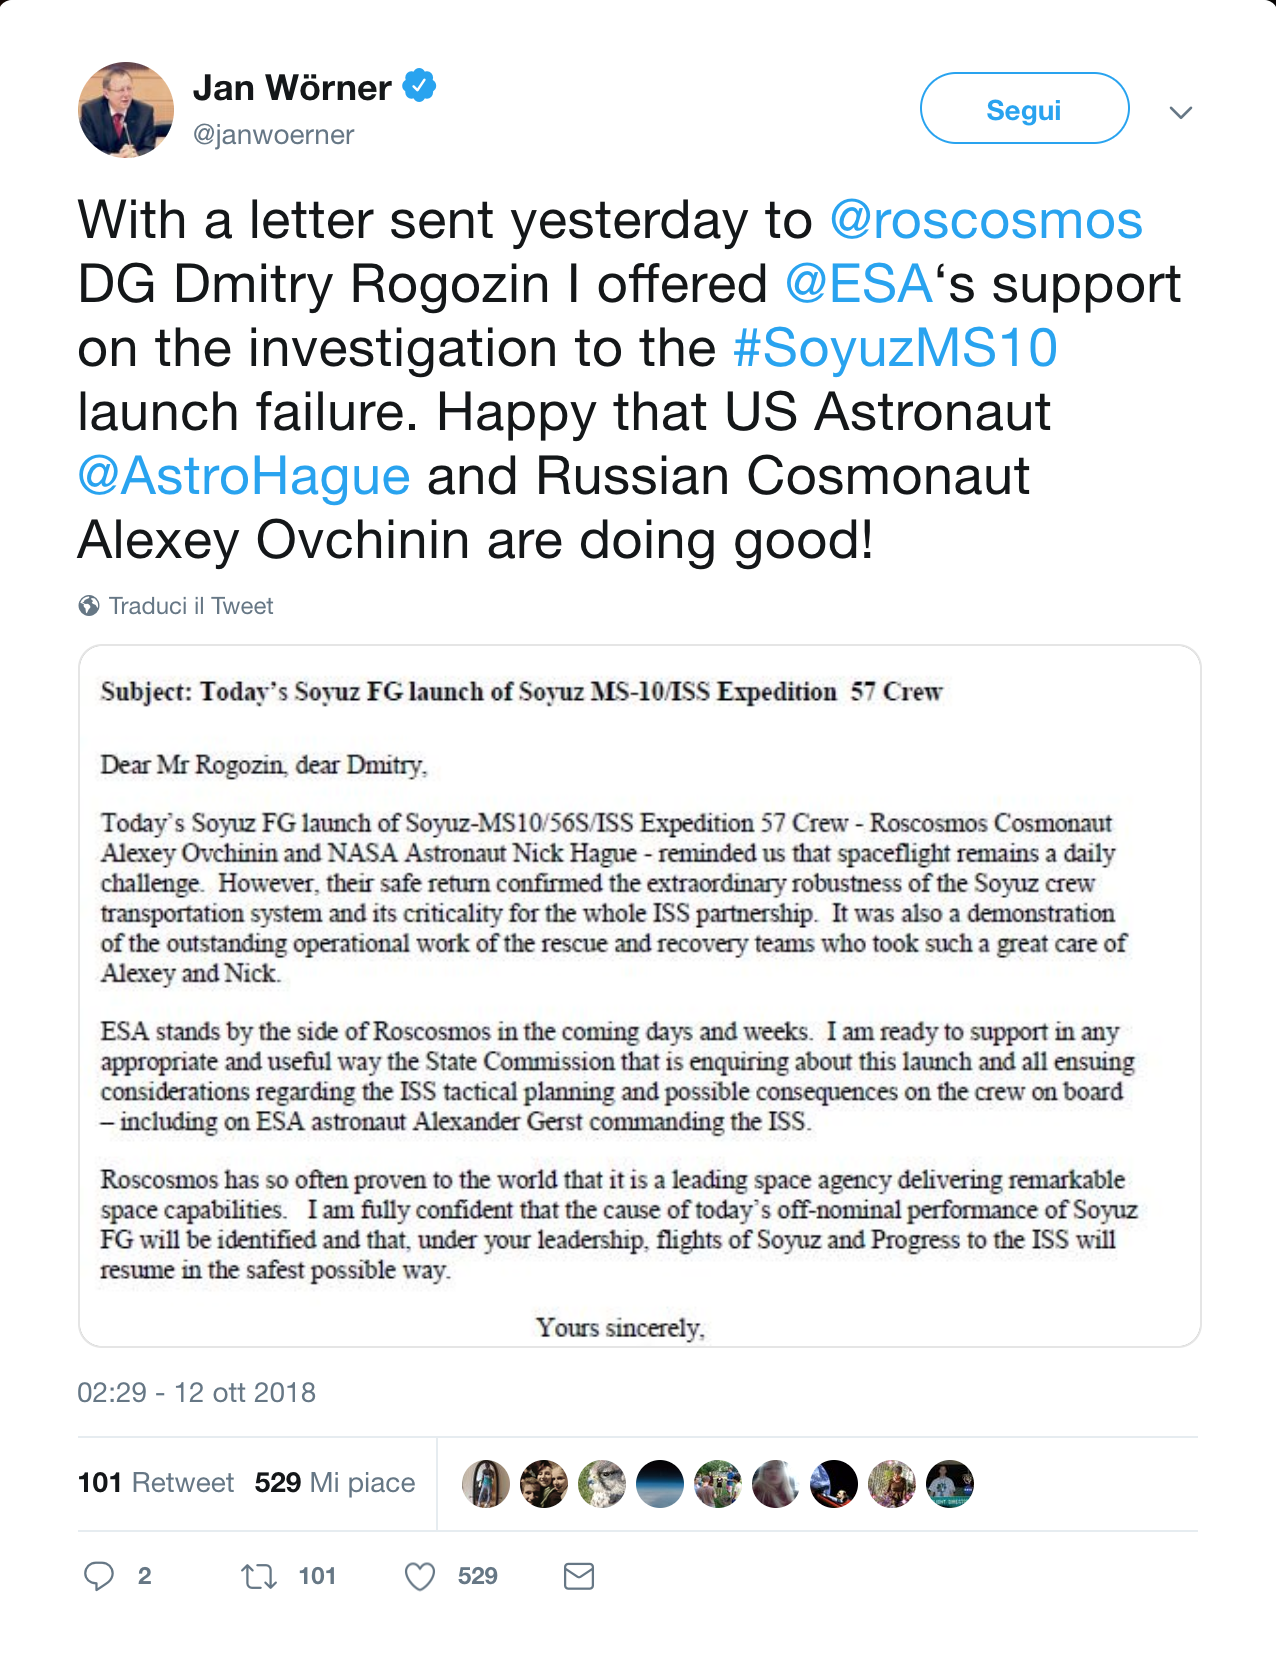 Jan Wörner
@janwoerner
Segui
With a letter sent yesterday to @roscosmos
DG Dmitry Rogozin I offered @ESA‘s support
on the investigation to the #SoyuzMS10
launch failure. Happy that US Astronaut
@AstroHague and Russian Cosmonaut
Alexey Ovchinin are doing good!
Traduci il Tweet
Subject: Today’s Soyuz FG launch of Soyuz MS-10/ISS Expedition 57 Crew
Dear Mr Rogozin, dear Dmitry,
Today’s Soyuz FG launch of Soyuz-MS10/56S/ISS Expedition 57 Crew - Roscosmos Cosmonaut
Alexey Ovchinin and NASA Astronaut Nick Hague - reminded us that spaceflight remains a daily
challenge. However, their safe return confirmed the extraordinary robustness of the Soyuz crew
transportation system and its criticality for the whole ISS partnership. It was also a demonstration
of the outstanding operational work of the rescue and recovery teams who took such a great care of
Alexey and Nick.
ESA stands by the side of Roscosmos in the coming days and weeks. I am ready to support in any
appropriate and useful way the State Commission that is enquiring about this launch and all ensuing
considerations regarding the ISS tactical planning and possible consequences on the crew on board
– including on ESA astronaut Alexander Gerst commanding the ISS.
Roscosmos has so often proven to the world that it is a leading space agency delivering remarkable
space capabilities. I am fully confident that the cause of today’s off-nominal performance of Soyuz
FG will be identified and that, under your leadership, flights of Soyuz and Progress to the ISS will
resume in the safest possible way.
Yours sincerely,
02:29 - 12 ott 2018
101 Retweet 529 Mi piace
2 101 529